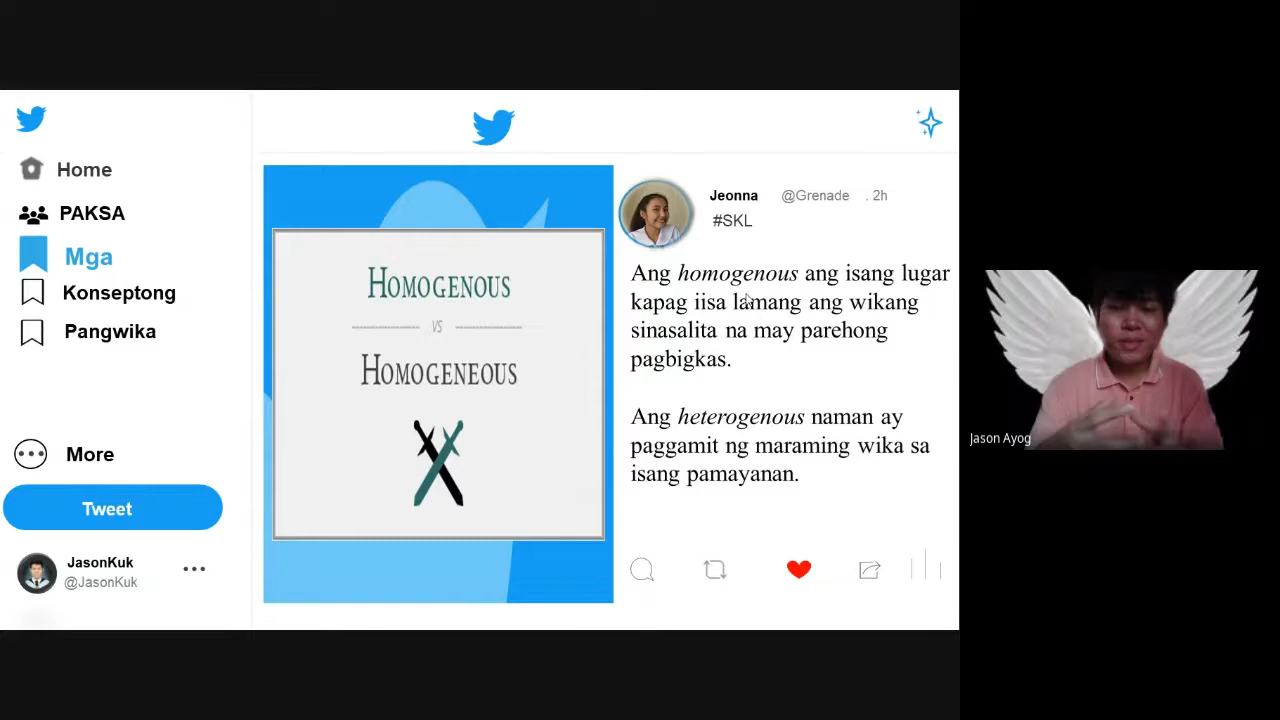 Home
PAKSA
Mga
Konseptong
Pangwika
More
Tweet
JasonKuk
@JasonKuk
HOMOGENOUS
VS
HOMOGENEOUS
Jeonna @Grenade . 2h
#SKL
Ang homogenous ang isang lugar
kapag iisa lamang ang wikang
sinasalita na may parehong
pagbigkas.
Ang heterogenous naman ay
paggamit ng maraming wika sa
isang pamayanan.
Jason Ayog